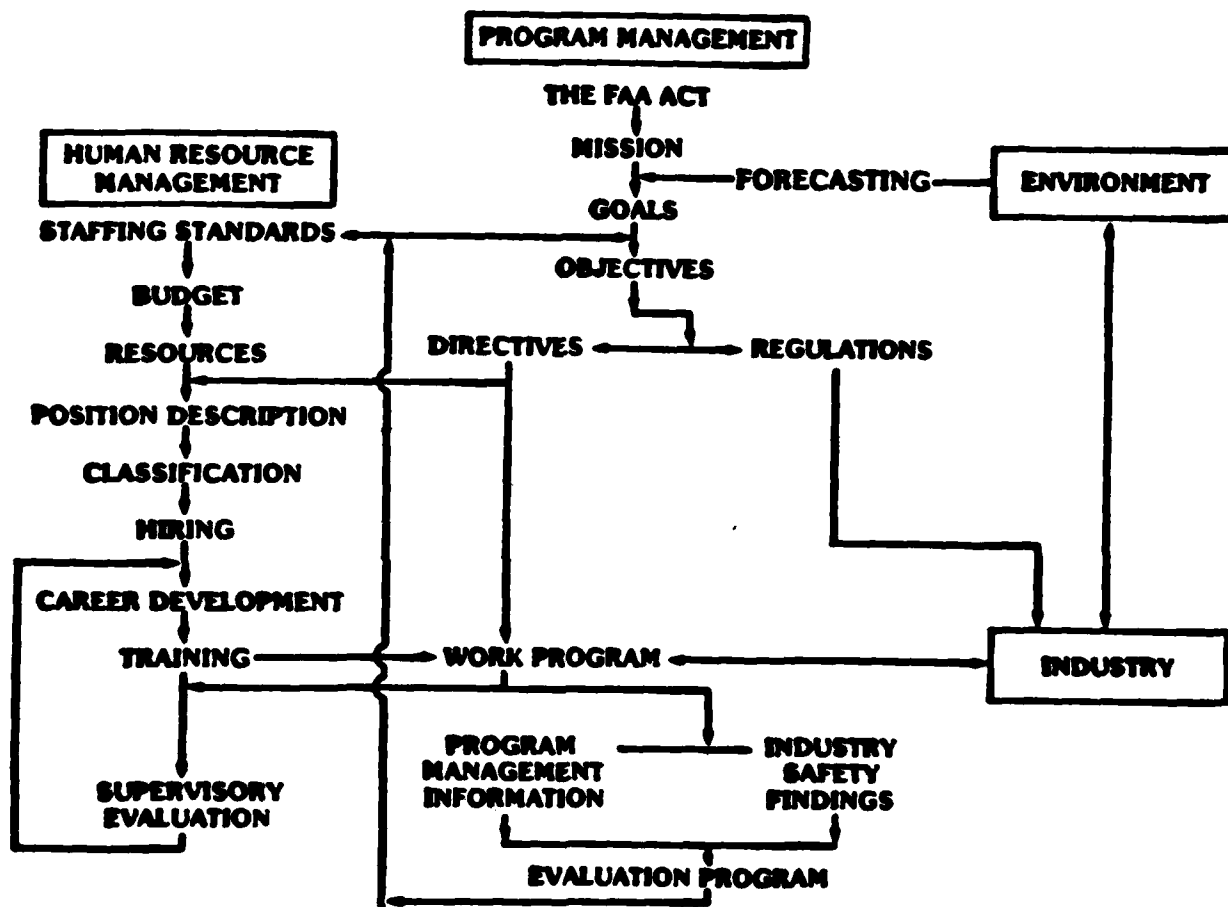 PROGRAM MANAGEMENT
THE FAA ACT
MISSION
HUMAN RESOURCE
MANAGEMENT
FORECASTING
ENVIRONMENT
GOALS
STAFFING STANDARDS
OBJECTIVES
BUDGET
RESOURCES
DIRECTIVES
REGULATIONS
POSITION DESCRIPTION
CLASSIFICATION
HIRING
CAREER DEVELOPMENT
TRAINING
WORK PROGRAM
INDUSTRY
PROGRAM
MANAGEMENT
INFORMATION
INDUSTRY
SAFETY
FINDINGS
SUPERVISORY
EVALUATION
EVALUATION PROGRAM